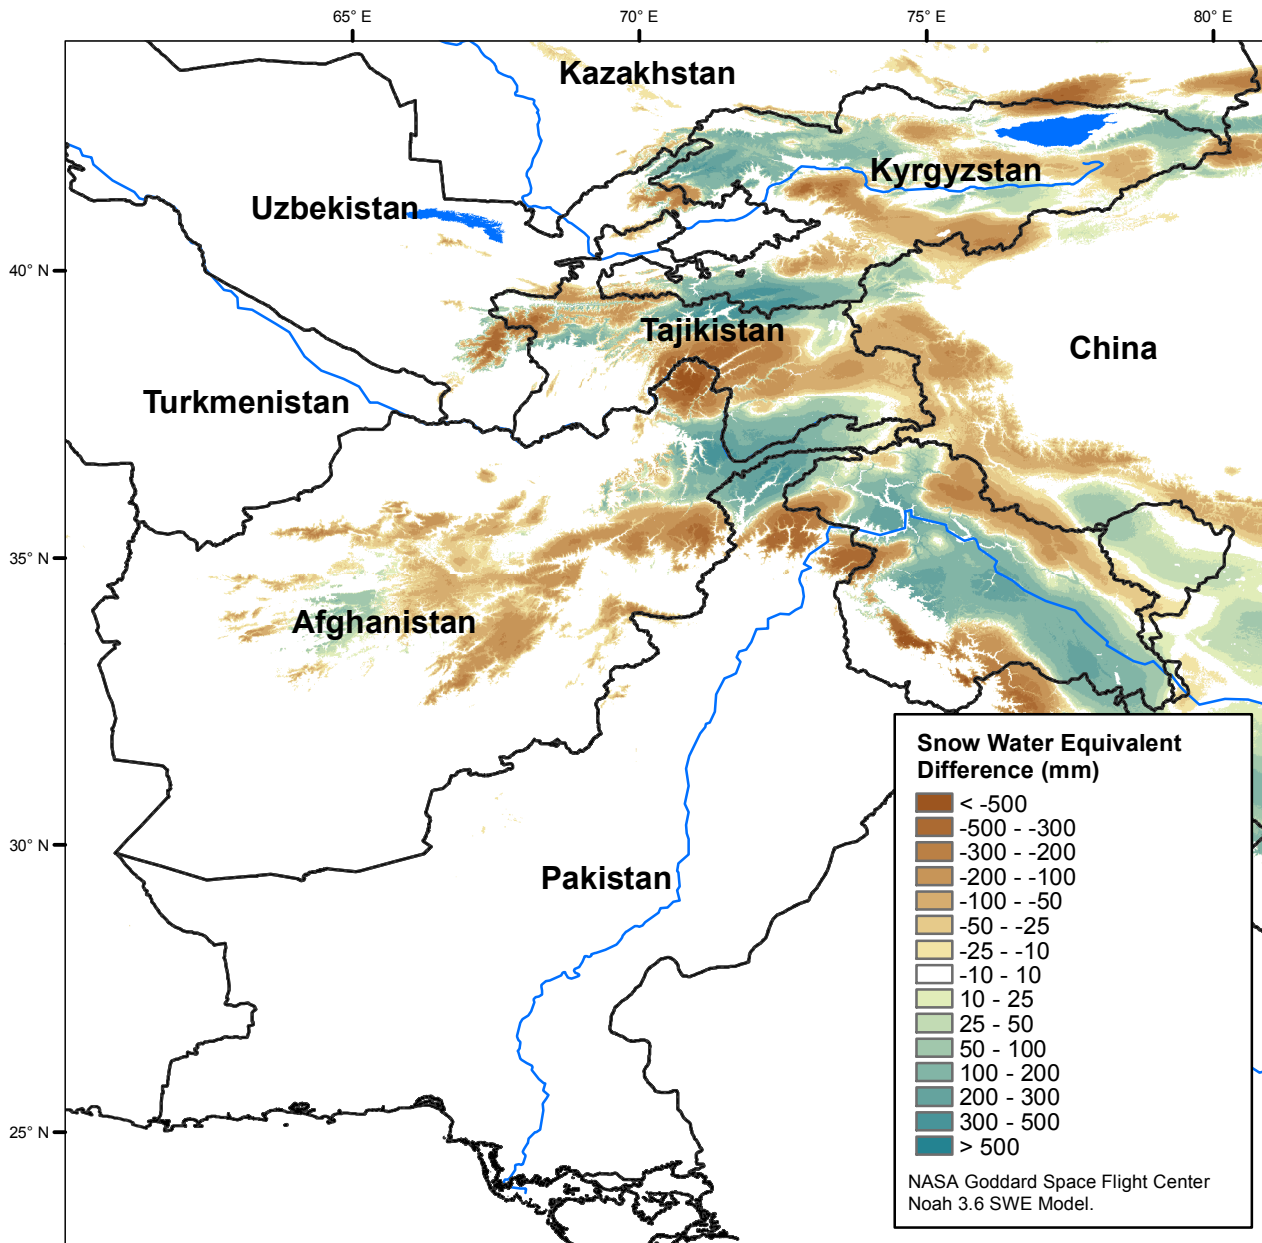 65° E
70° E
75° E
80° E
Kazakhstan
Kyrgyzstan
Uzbekistan
40° N
Tajikistan
China
Turkmenistan
35° N
Afghanistan
30° N
Pakistan
25° N
Snow Water Equivalent
Difference (mm)
< -500
-500 - -300
-300 - -200
-200 - -100
-100 - -50
-50 - -25
-25 - -10
-10 - 10
10 - 25
25 - 50
50 - 100
100 - 200
200 - 300
300 - 500
> 500
NASA Goddard Space Flight Center
Noah 3.6 SWE Model.